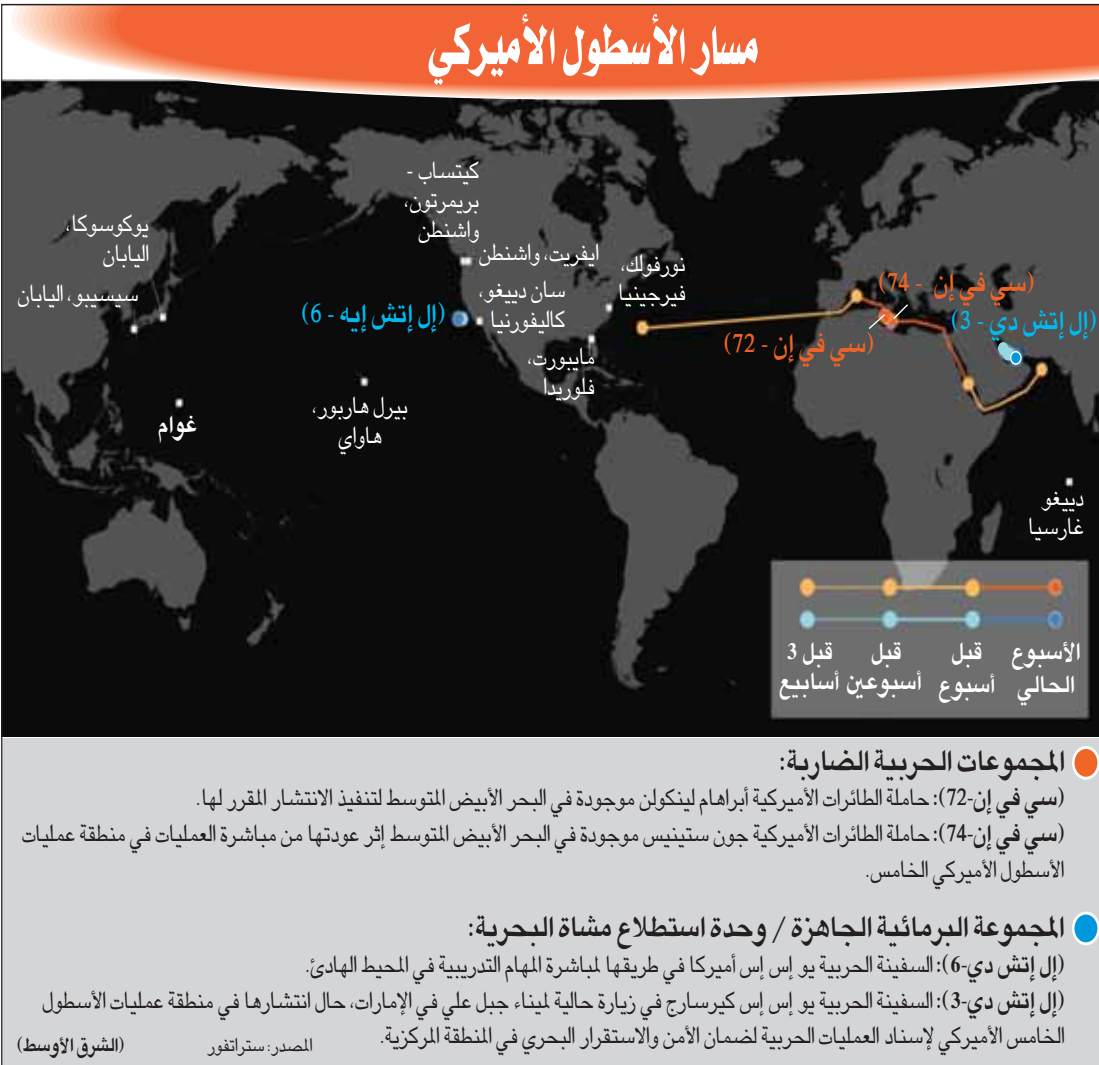 مسار الأسطول الأميركي
كيتساب -
بريمرتون،
واشنطن
يوكوسوكا،
اليابان
سيسيبو، اليابان
ايفريت، واشنطن
نورفولك،
فيرجينيا
سان دييغو،
كاليفورنيا
(إل إتش إيه - 6)
مايبورت،
فلوريدا
(سي في إن - 74)
(سي في إن - 72)
(إل إتش دي - 3)
غوام
بيرل هاربور،
هاواي
دييغو
غارسيا
الأسبوع
الحالي
قبل
أسبوع
قبل
أسبوعين
قبل 3
أسابيع
المجموعات الحربية الضاربة:
(سي في إن-72): حاملة الطائرات الأميركية أبراهام لينكولن موجودة في البحر الأبيض المتوسط لتنفيذ الانتشار المقرر لها.
(سي في إن-74): حاملة الطائرات الأميركية جون ستينيس موجودة في البحر الأبيض المتوسط إثر عودتها من مباشرة العمليات في منطقة عمليات
الأسطول الأميركي الخامس.
المجموعة البرمائية الجاهزة / وحدة استطلاع مشاة البحرية:
(إل إتش دي-6): السفينة الحربية يو إس إس أميركا في طريقها لمباشرة المهام التدريبية في المحيط الهادئ.
(إل إتش دي-3): السفينة الحربية يو إس إس كيرسارج في زيارة حالية لميناء جبل علي في الإمارات، حال انتشارها في منطقة عمليات الأسطول
الخامس الأميركي لإسناد العمليات الحربية لضمان الأمن والاستقرار البحري في المنطقة المركزية.
المصدر: ستراتفور
(الشرق الأوسط)